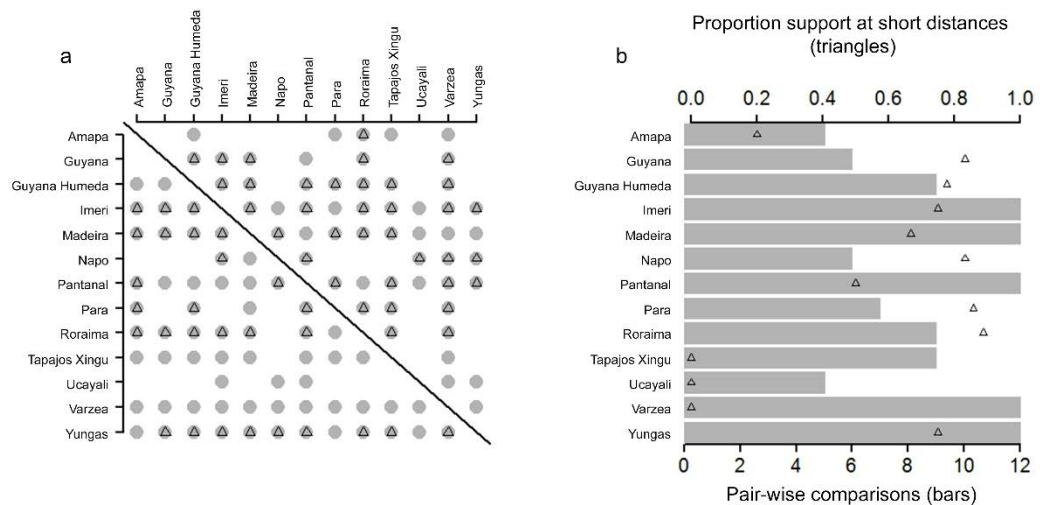 a
Amapa
Guyana
Guyana Humeda
Imeri
Madeira
Napo
Pantanal
Para
Roraima
Tapajos Xingu
Ucayali
Varzea
Yungas
Amapa
Guyana
Guyana Humeda
Imeri
Madeira
Napo
Pantanal
Para
Roraima
Tapajos Xingu
Ucayali
Varzea
Yungas
Proportion support at short distances
(triangles)
b
0.0 0.2 0.4 0.6 0.8 1.0
Amapa
Guyana
Guyana Humeda
Imeri
Madeira
Napo
Pantanal
Para
Roraima
Tapajos Xingu
Ucayali
Varzea
Yungas
0 2 4 6 8 10 12
Pair-wise comparisons (bars)